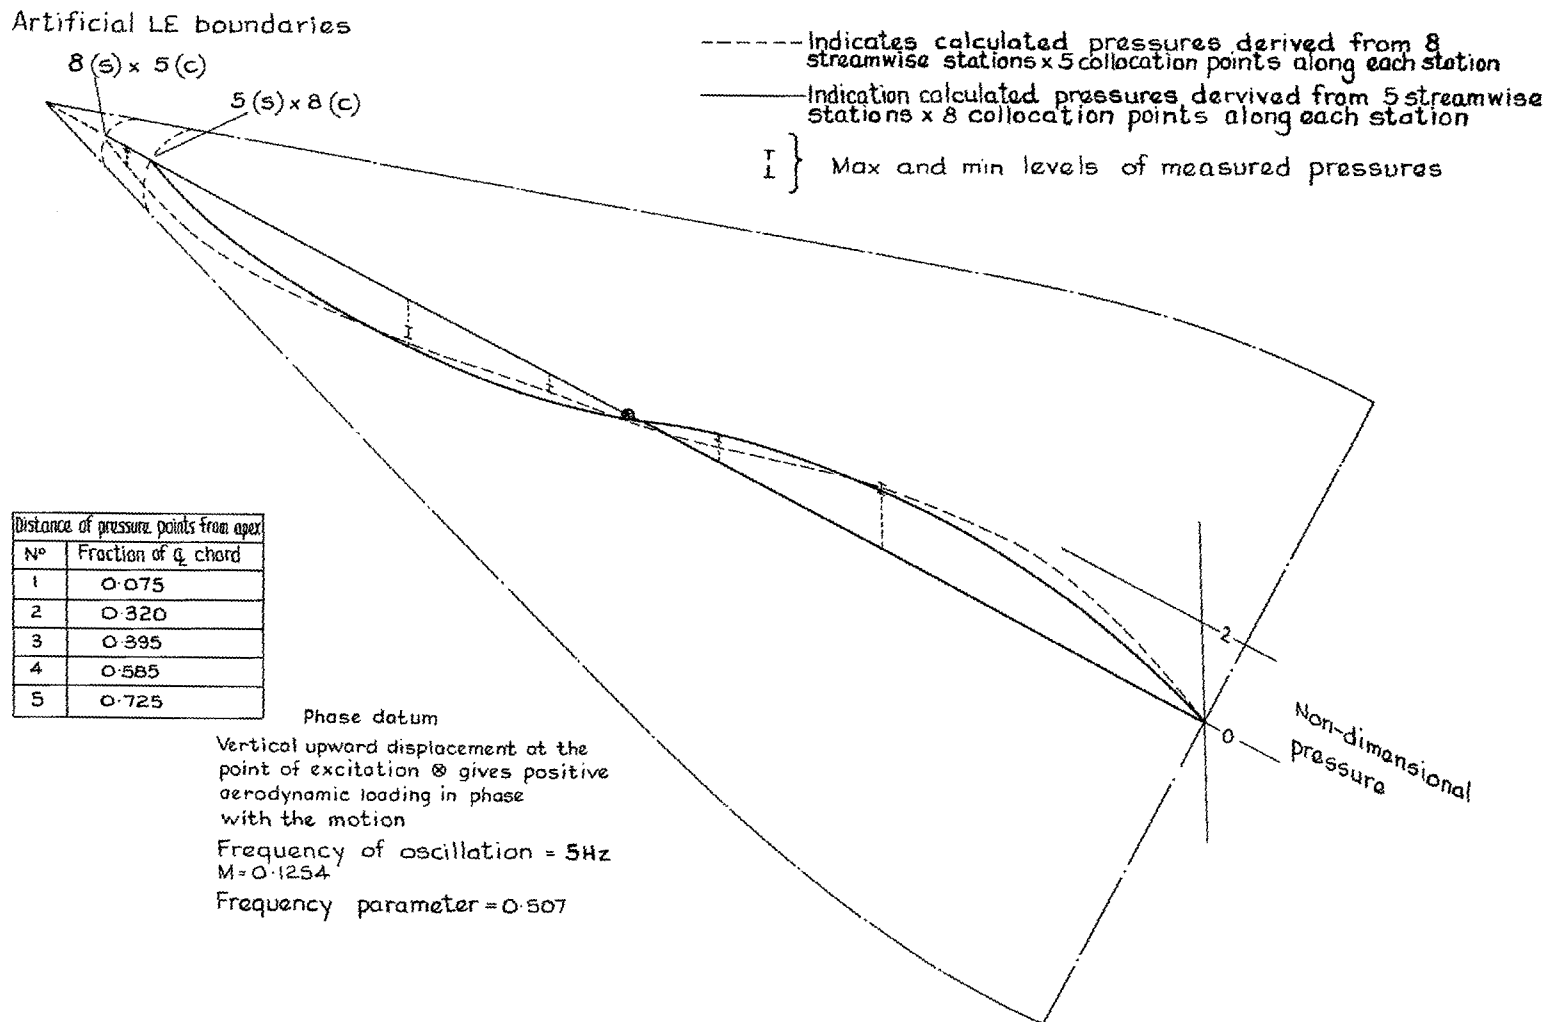 Artificial LE boundaries
8 (s) x 5 (c)
5 (s) x 8 (c)
Indicates calculated pressures derived from 8
streamwise stations x 5 collocation points along each station
Indication calculated pressures dervived from 5 streamwise
stations x 8 collocation points along each station
Max and min levels of measured pressures
Distance of pressure points from apex
Nº Fraction of ℄ chord
1 0·075
2 0·320
3 0·395
4 0·585
5 0·725
Phase datum
Vertical upward displacement at the
point of excitation ⊗ gives positive
aerodynamic loading in phase
with the motion
Frequency of oscillation = 5Hz
M=0·1254
Frequency parameter = 0·507
2
0
Non-dimensional
pressure